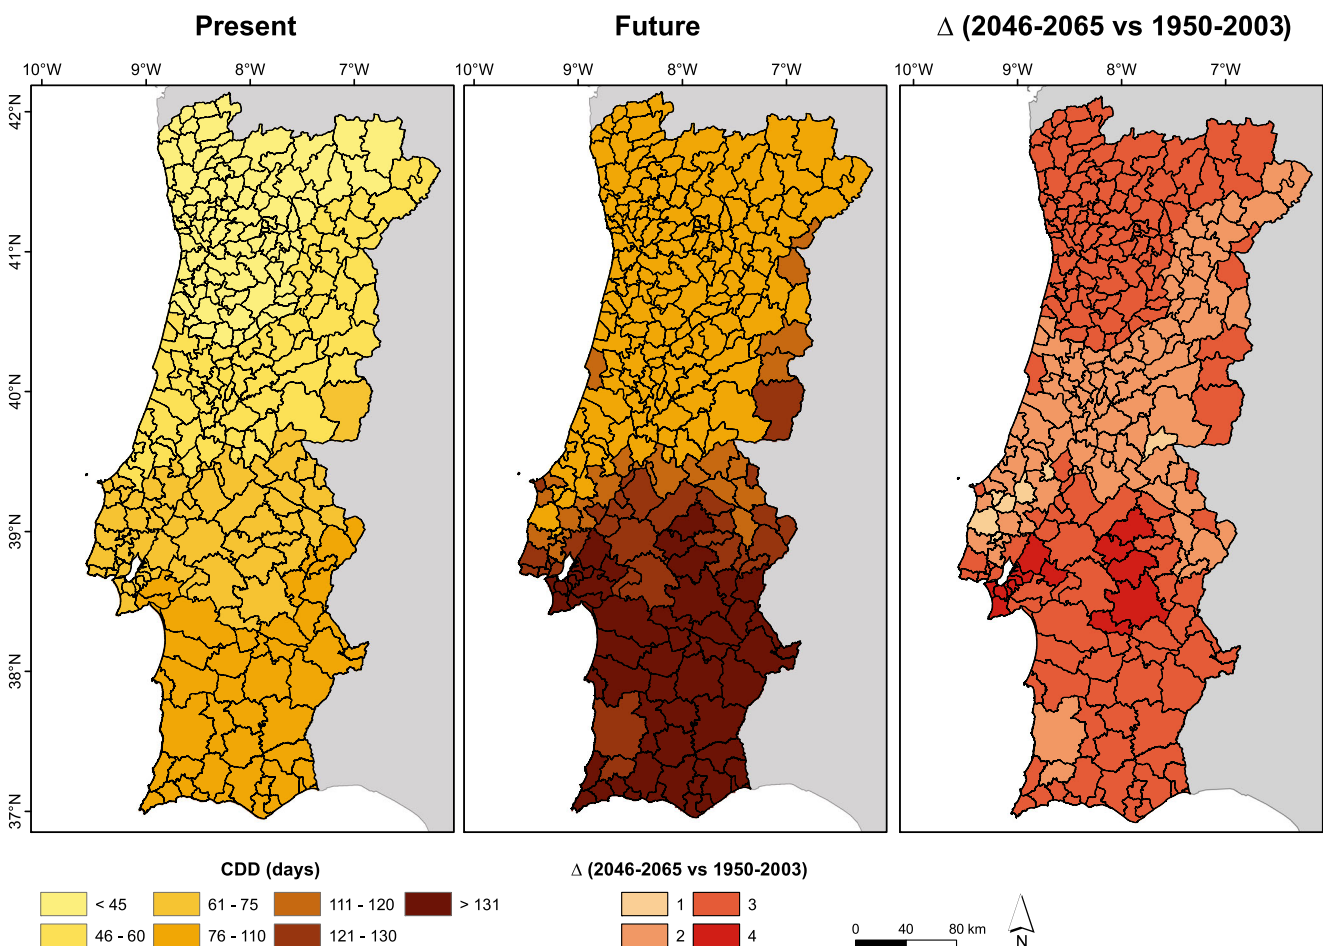 Present Future Δ (2046-2065 vs 1950-2003)
10°W 9°W 8°W 7°W 10°W 9°W 8°W 7°W 10°W 9°W 8°W 7°W
42°N
41°N
40°N
39°N
38°N
37°N
CDD (days) Δ (2046-2065 vs 1950-2003)
< 45 61 - 75 111 - 120 > 131 1 3
46 - 60 76 - 110 121 - 130 2 4
0 40 80 km
N